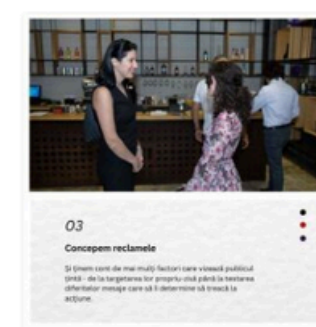 03
Concepem reclamele
Și ținem cont de mai mulți factori care vizează publicul
țintă - de la targetarea lor propriu-zisă până la testarea
diferitelor mesaje care să îi determine să treacă la
acțiune.